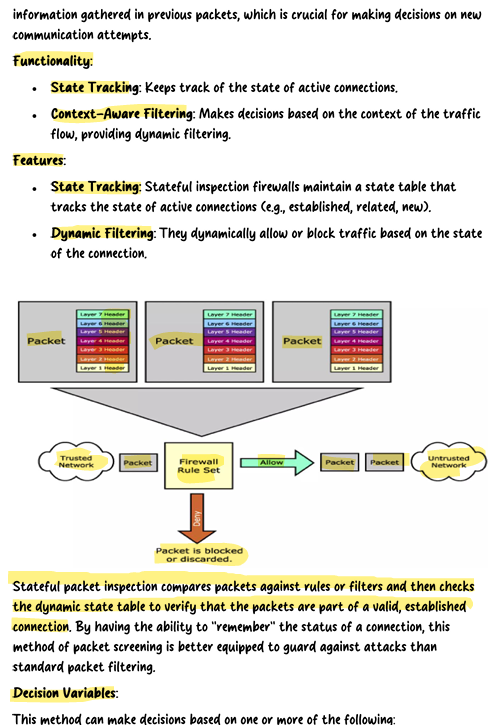 information gathered in previous packets, which is crucial for making decisions on new
communication attempts.
Functionality:
• State Tracking: Keeps track of the state of active connections.
• Context-Aware Filtering: Makes decisions based on the context of the traffic
flow, providing dynamic filtering.
Features:
• State Tracking: Stateful inspection firewalls maintain a state table that
tracks the state of active connections (e.g., established, related, new).
• Dynamic Filtering: They dynamically allow or block traffic based on the state
of the connection.
Packet
Layer 7 Header
Layer 6 Header
Layer 5 Header
Layer 4 Header
Layer 3 Header
Layer 2 Header
Layer 1 Header
Packet
Layer 7 Header
Layer 6 Header
Layer 5 Header
Layer 4 Header
Layer 3 Header
Layer 2 Header
Layer 1 Header
Packet
Layer 7 Header
Layer 6 Header
Layer 5 Header
Layer 4 Header
Layer 3 Header
Layer 2 Header
Layer 1 Header
Trusted
Network
Packet
Firewall
Rule Set
Allow
Packet
Packet
Untrusted
Network
Deny
Packet is blocked
or discarded.
Stateful packet inspection compares packets against rules or filters and then checks
the dynamic state table to verify that the packets are part of a valid, established
connection. By having the ability to "remember" the status of a connection, this
method of packet screening is better equipped to guard against attacks than
standard packet filtering.
Decision Variables:
This method can make decisions based on one or more of the following: